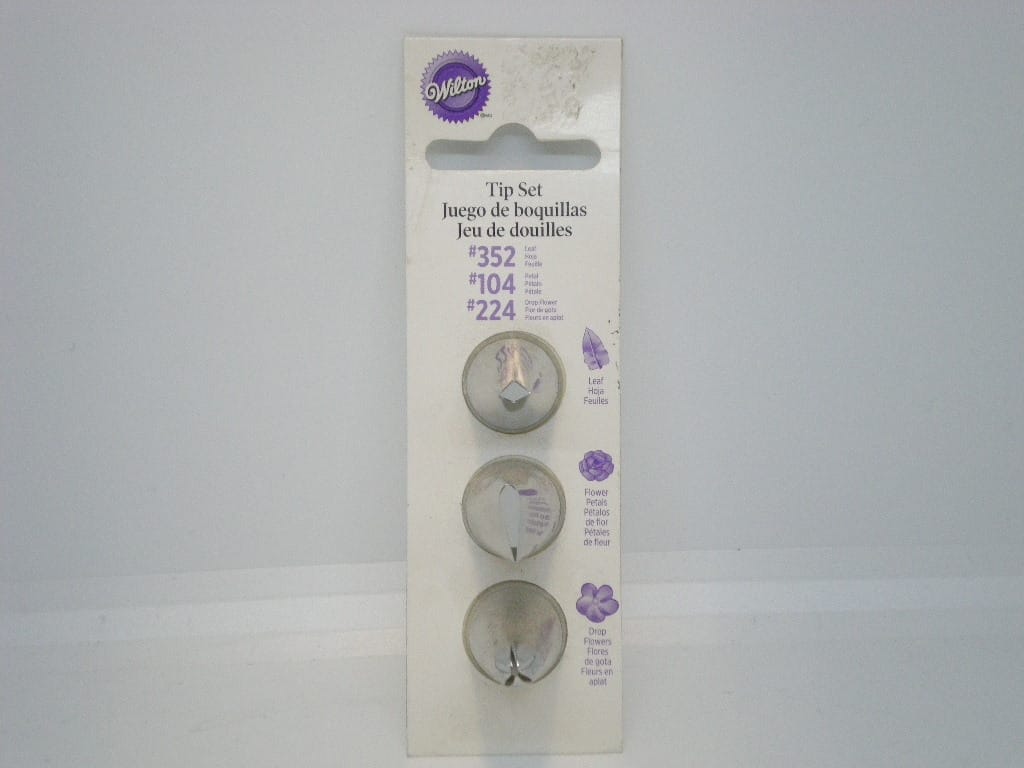 Wilton
Tip Set
Juego de boquillas
Jeu de douilles
#352 Leaf
Hoja
Feuille
#104 Petal
Pétalo
Pétale
#224 Drop Flower
Flor de gota
Fleurs en aplat
Leaf
Hoja
Feuilles
Flower
Petals
Pétalos
de flor
Pétales
de fleur
Drop
Flowers
Flores
de gota
Fleurs en
aplat